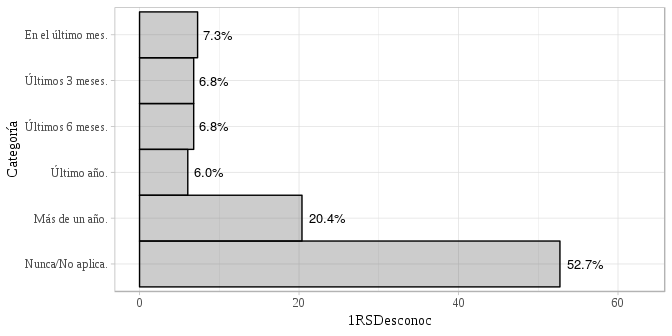 Categoría
En el último mes.
7.3%
Últimos 3 meses.
6.8%
Últimos 6 meses.
6.8%
Último año.
6.0%
Más de un año.
20.4%
Nunca/No aplica.
52.7%
0 20 40 60
1RSDesconoc